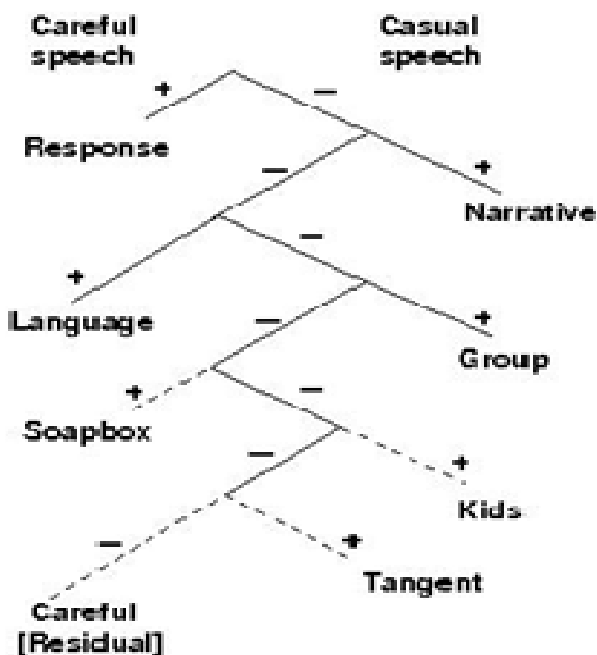 Careful speech
Casual speech
+
−
Response
−
+
Narrative
−
+
Language
−
+
Group
+
−
Soapbox
−
+
Kids
−
+
Tangent
Careful
[Residual]